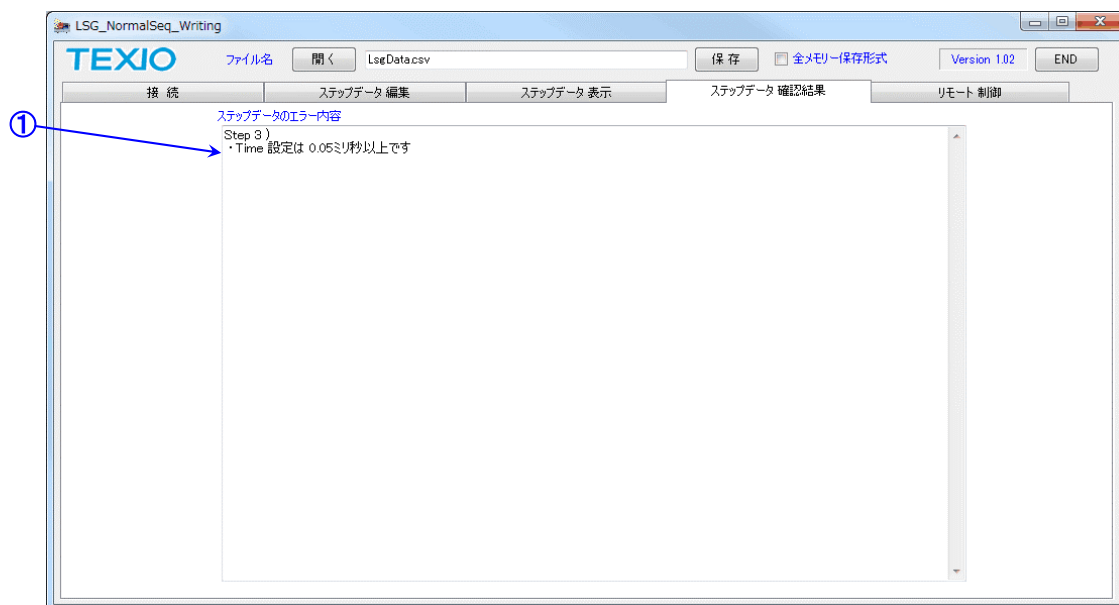 LSG_NormalSeq_Writing
TEXIO ファイル名 開く LsgData.csv 保存 全メモリー保存形式 Version 1.02 END
接 続 ステップデータ 編集 ステップデータ 表示 ステップデータ 確認結果 リモート 制御
①
ステップデータのエラー内容
Step 3 )
・Time 設定は 0.05ミリ秒以上です